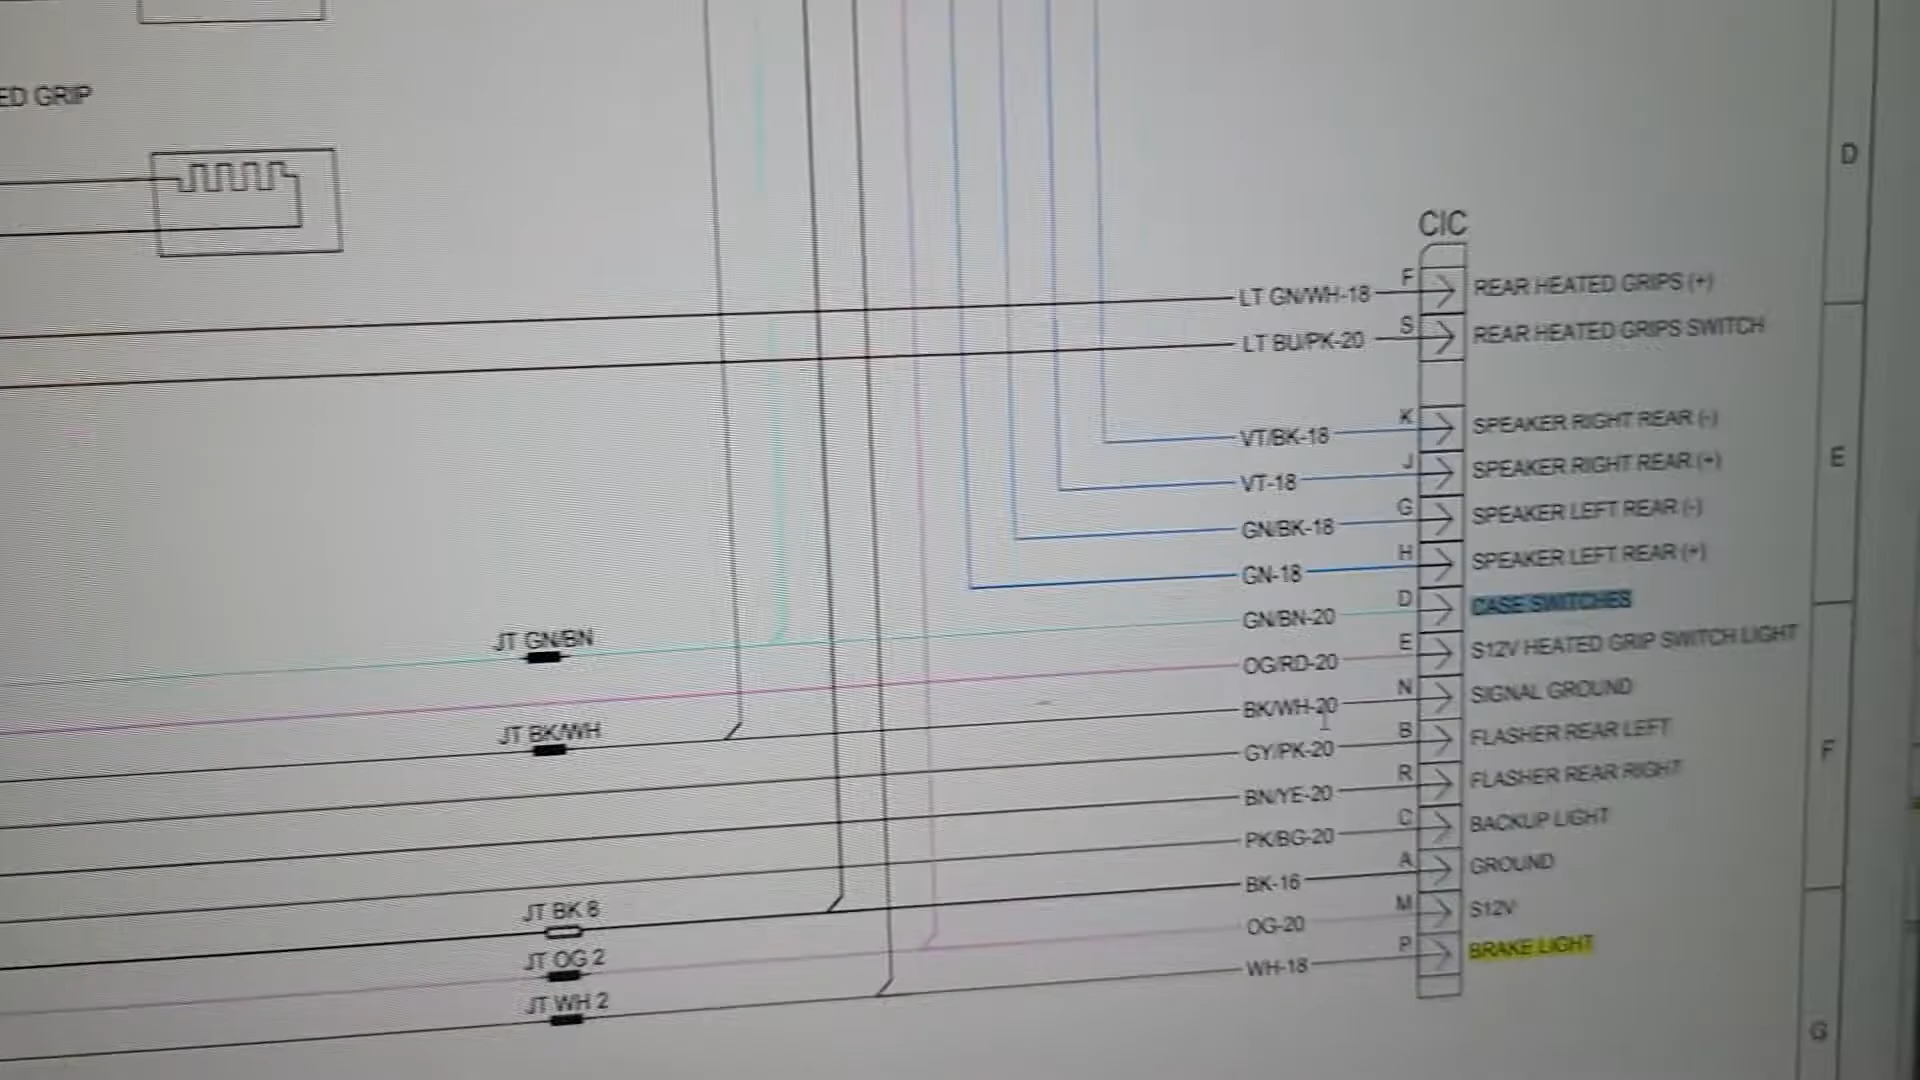 ED GRIP
D
CIC
LT GN/WH-18 F REAR HEATED GRIPS (+)
LT BU/PK-20 S REAR HEATED GRIPS SWITCH
VT/BK-18 K SPEAKER RIGHT REAR (-)
VT-18 J SPEAKER RIGHT REAR (+)
E
GN/BK-18 G SPEAKER LEFT REAR (-)
GN-18 H SPEAKER LEFT REAR (+)
GN/BN-20 D CASE SWITCHES
JT GN/BN
OG/RD-20 E S12V HEATED GRIP SWITCH LIGHT
BK/WH-20 N SIGNAL GROUND
JT BK/WH
GY/PK-20 B FLASHER REAR LEFT
F
BN/YE-20 R FLASHER REAR RIGHT
PK/BG-20 C BACKUP LIGHT
BK-16 A GROUND
JT BK 8
OG-20 M S12V
JT OG 2
WH-18 P BRAKE LIGHT
JT WH 2
G